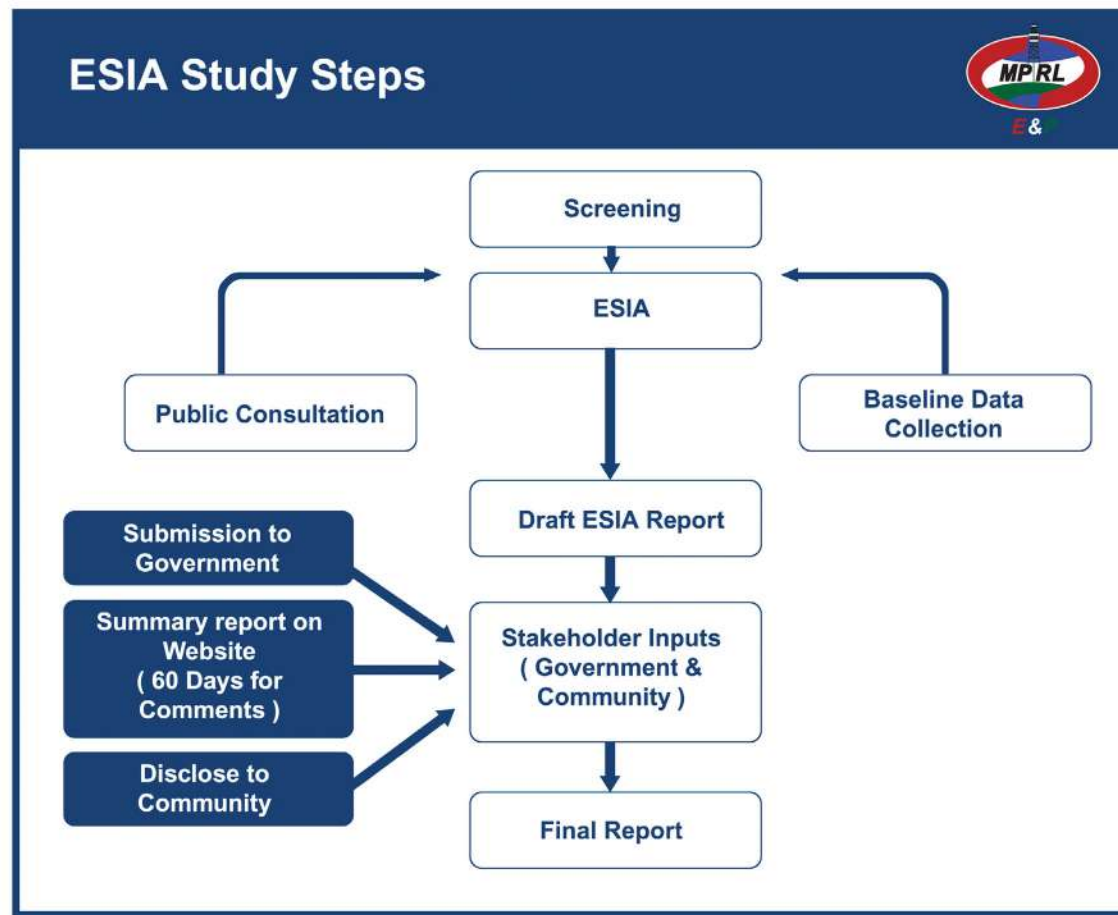 ESIA Study Steps
MPRL
E&P
Screening
ESIA
Public Consultation
Baseline Data
Collection
Draft ESIA Report
Submission to
Government
Summary report on
Website
( 60 Days for
Comments )
Disclose to
Community
Stakeholder Inputs
( Government &
Community )
Final Report